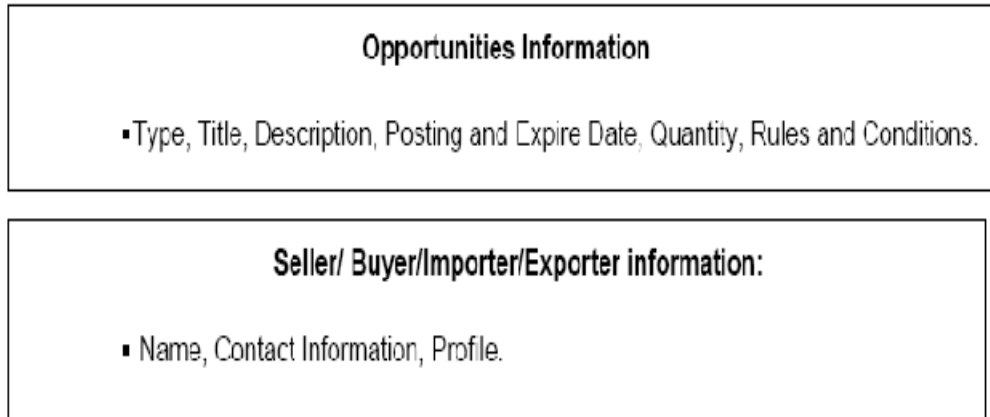 Opportunities Information
▪Type, Title, Description, Posting and Expire Date, Quantity, Rules and Conditions.
Seller/ Buyer/Importer/Exporter information:
▪ Name, Contact Information, Profile.